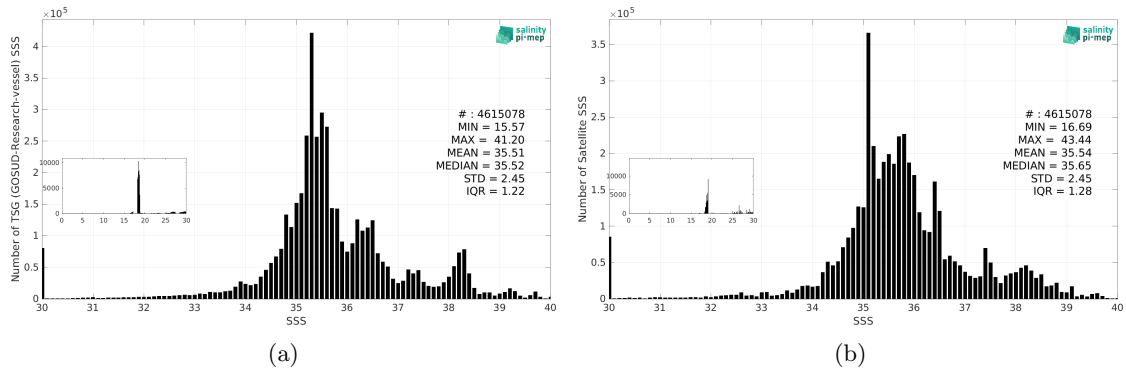 ×10⁵
salinity
pi-mep
Number of TSG (GOSUD-Research-vessel) SSS
4
3.5
3
2.5
2
1.5
1
0.5
0
# : 4615078
MIN = 15.57
MAX = 41.20
MEAN = 35.51
MEDIAN = 35.52
STD = 2.45
IQR = 1.22
10000
5000
0
0 5 10 15 20 25 30
30 31 32 33 34 35 36 37 38 39 40
SSS
(a)
×10⁵
salinity
pi-mep
Number of Satellite SSS
3.5
3
2.5
2
1.5
1
0.5
0
# : 4615078
MIN = 16.69
MAX = 43.44
MEAN = 35.54
MEDIAN = 35.65
STD = 2.45
IQR = 1.28
10000
5000
0
0 5 10 15 20 25 30
30 31 32 33 34 35 36 37 38 39 40
SSS
(b)